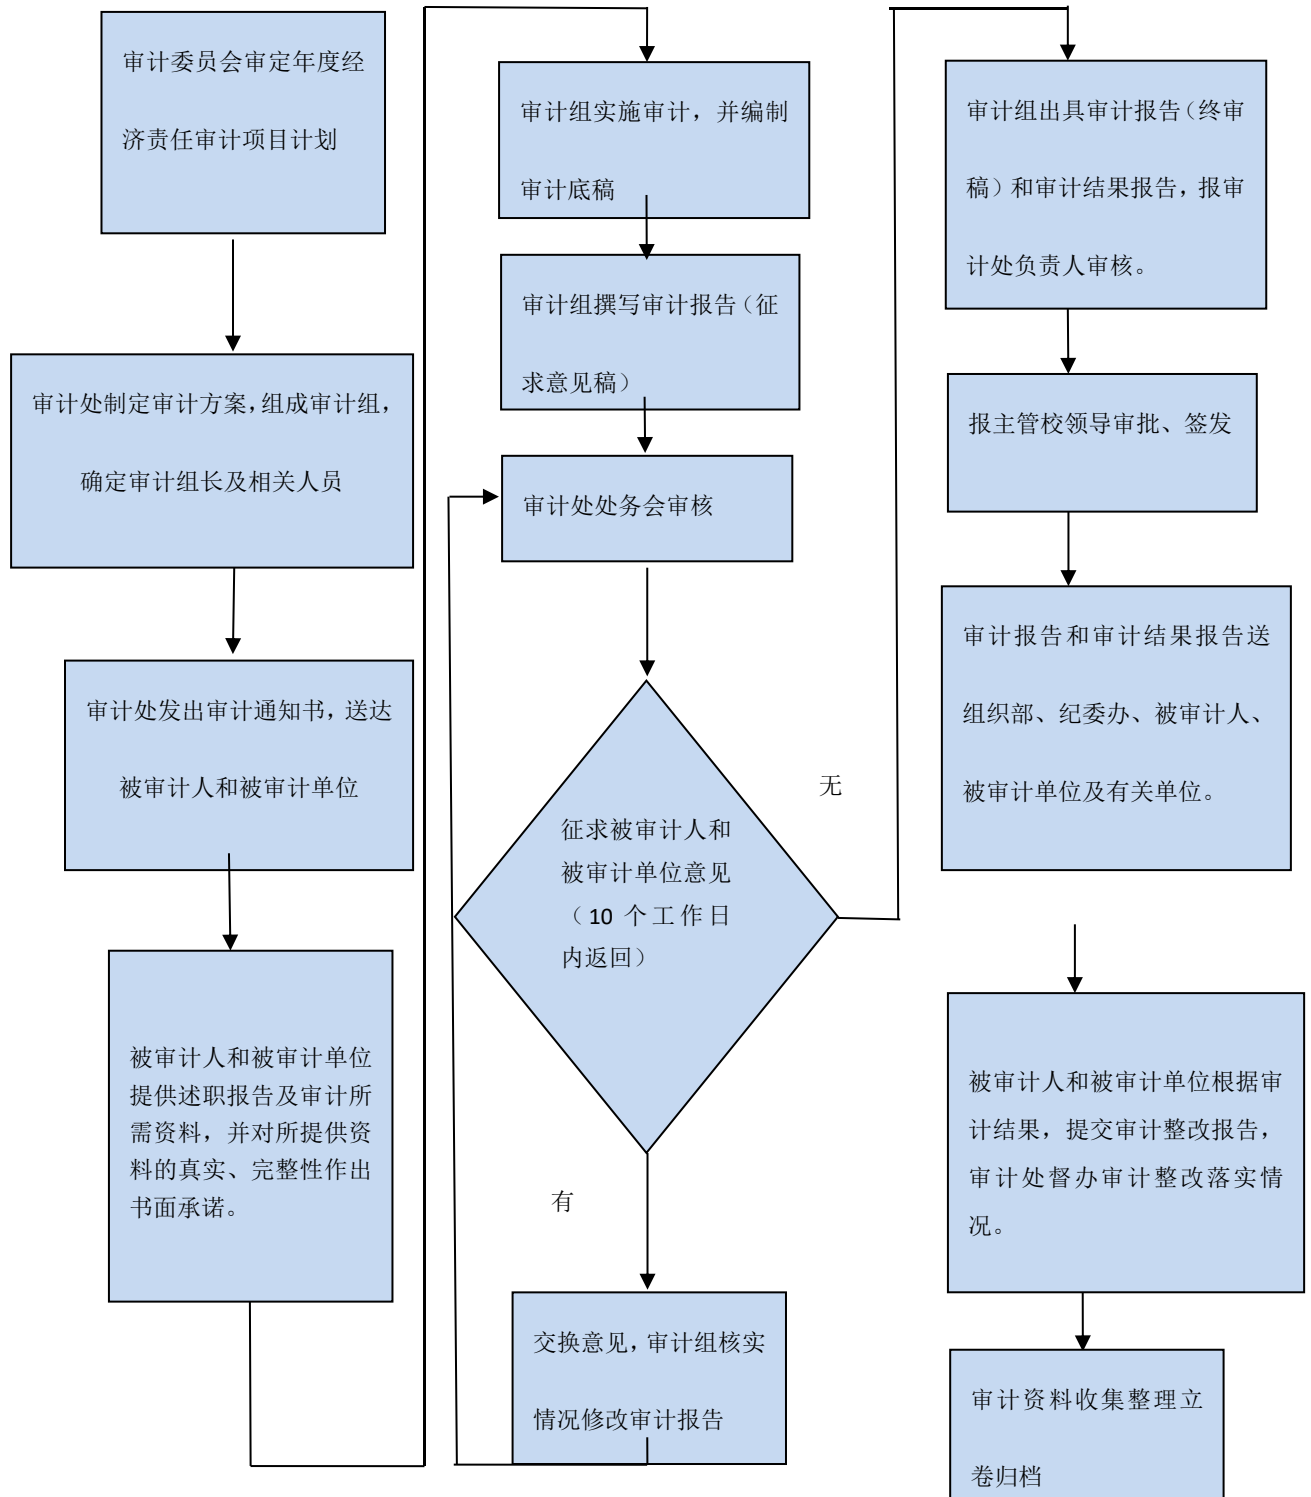 审计委员会审定年度经
济责任审计项目计划
审计处制定审计方案,组成审计组,
确定审计组长及相关人员
审计处发出审计通知书,送达
被审计人和被审计单位
被审计人和被审计单位
提供述职报告及审计所
需资料，并对所提供资
料的真实、完整性作出
书面承诺。
审计组实施审计，并编制
审计底稿
审计组撰写审计报告（征
求意见稿）
审计处处务会审核
征求被审计人和
被审计单位意见
（10 个工作日
内返回）
无
有
交换意见,审计组核实
情况修改审计报告
审计组出具审计报告（终审
稿）和审计结果报告,报审
计处负责人审核。
报主管校领导审批、签发
审计报告和审计结果报告送
组织部、纪委办、被审计人、
被审计单位及有关单位。
被审计人和被审计单位根据审
计结果，提交审计整改报告，
审计处督办审计整改落实情
况。
审计资料收集整理立
卷归档